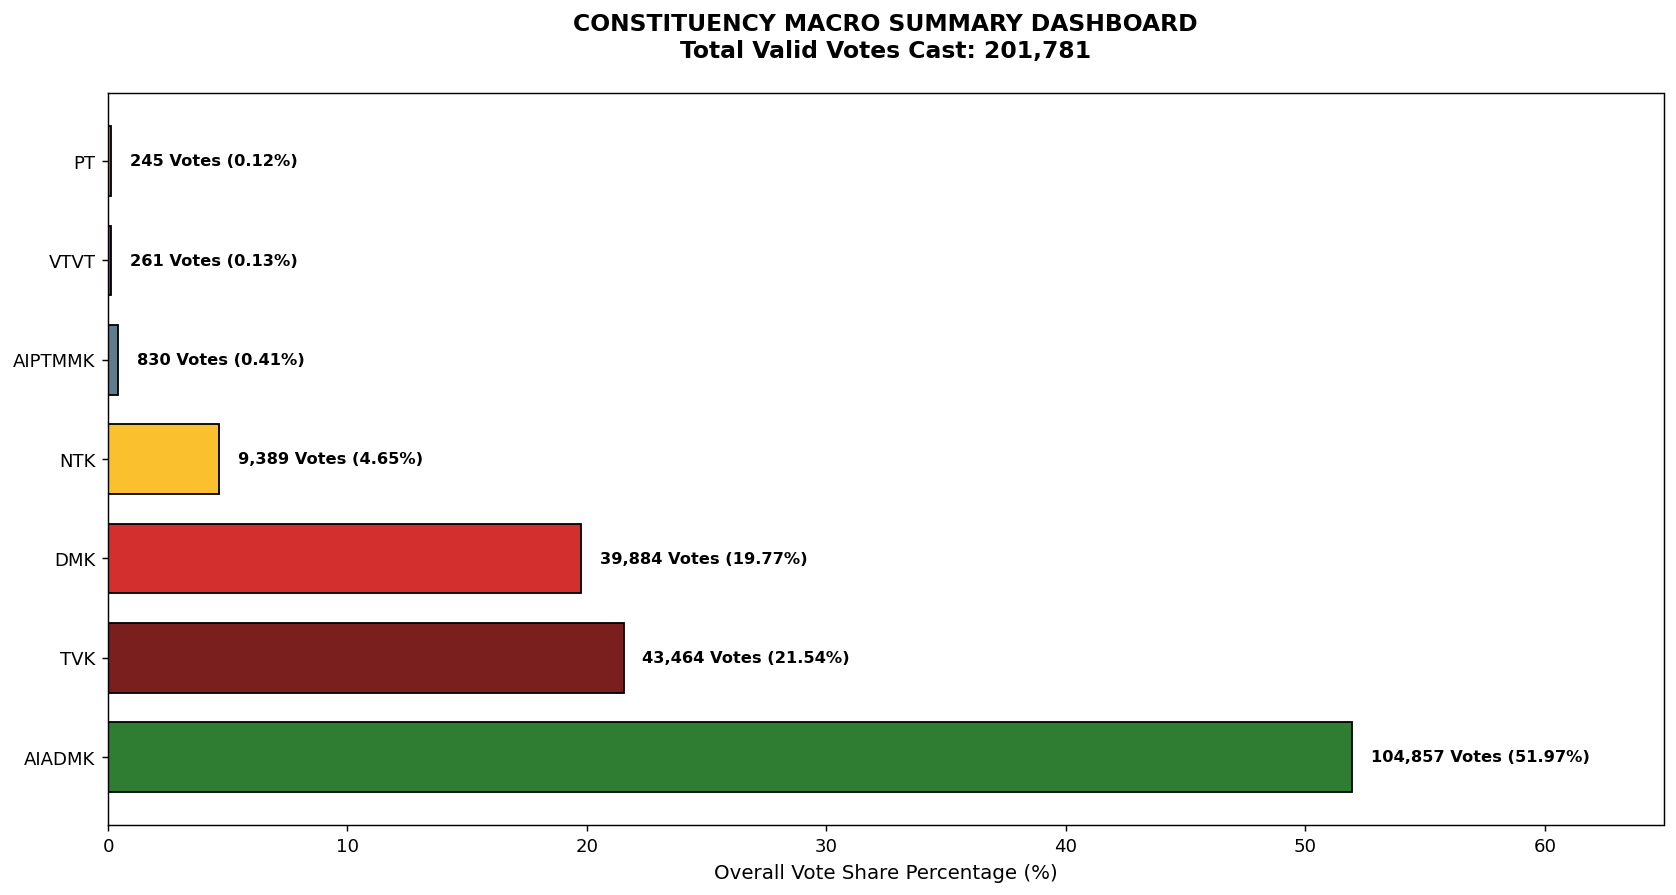 CONSTITUENCY MACRO SUMMARY DASHBOARD
Total Valid Votes Cast: 201,781
PT 245 Votes (0.12%)
VTVT 261 Votes (0.13%)
AIPTMMK 830 Votes (0.41%)
NTK 9,389 Votes (4.65%)
DMK 39,884 Votes (19.77%)
TVK 43,464 Votes (21.54%)
AIADMK 104,857 Votes (51.97%)
0 10 20 30 40 50 60
Overall Vote Share Percentage (%)